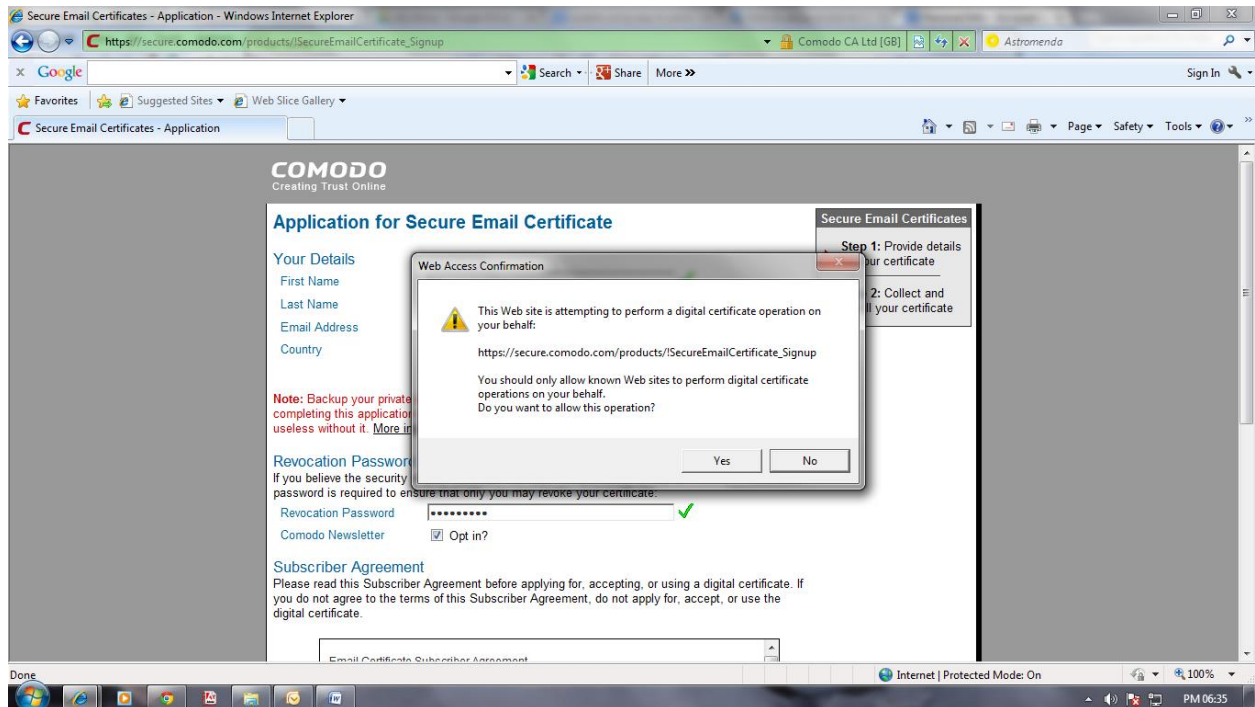 Secure Email Certificates - Application - Windows Internet Explorer
https://secure.comodo.com/products/!SecureEmailCertificate_Signup
Comodo CA Ltd [GB]
Astromenda
x Google
Search
Share
More »
Sign In
Favorites
Suggested Sites
Web Slice Gallery
Secure Email Certificates - Application
Page
Safety
Tools
COMODO
Creating Trust Online
Application for Secure Email Certificate
Your Details
First Name
Last Name
Email Address
Country
Note: Backup your private
completing this application
useless without it. More in
Secure Email Certificates
Step 1: Provide details
your certificate
2: Collect and
your certificate
Web Access Confirmation
This Web site is attempting to perform a digital certificate operation on
your behalf:
https://secure.comodo.com/products/!SecureEmailCertificate_Signup
You should only allow known Web sites to perform digital certificate
operations on your behalf.
Do you want to allow this operation?
Yes
No
Revocation Password
If you believe the security
password is required to ensure that only you may revoke your certificate.
Revocation Password
Comodo Newsletter
Opt in?
Subscriber Agreement
Please read this Subscriber Agreement before applying for, accepting, or using a digital certificate. If
you do not agree to the terms of this Subscriber Agreement, do not apply for, accept, or use the
digital certificate.
Email Certificate Subscriber Agreement
Done
Internet | Protected Mode: On
100%
PM 06:35